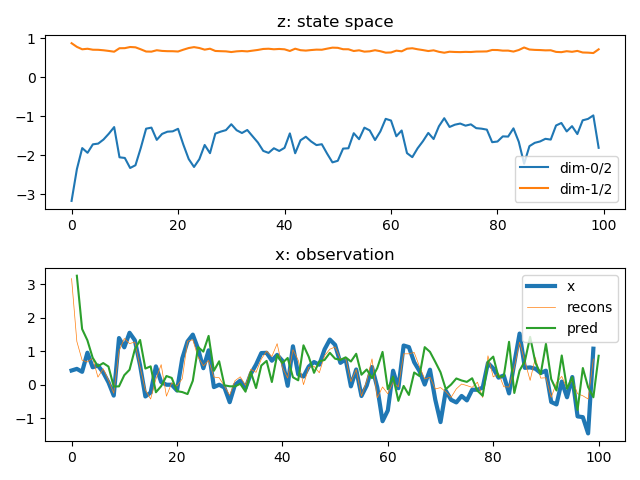 z: state space
1
0
−1
−2
−3
dim-0/2
dim-1/2
0 20 40 60 80 100
x: observation
3
2
1
0
−1
x
recons
pred
0 20 40 60 80 100